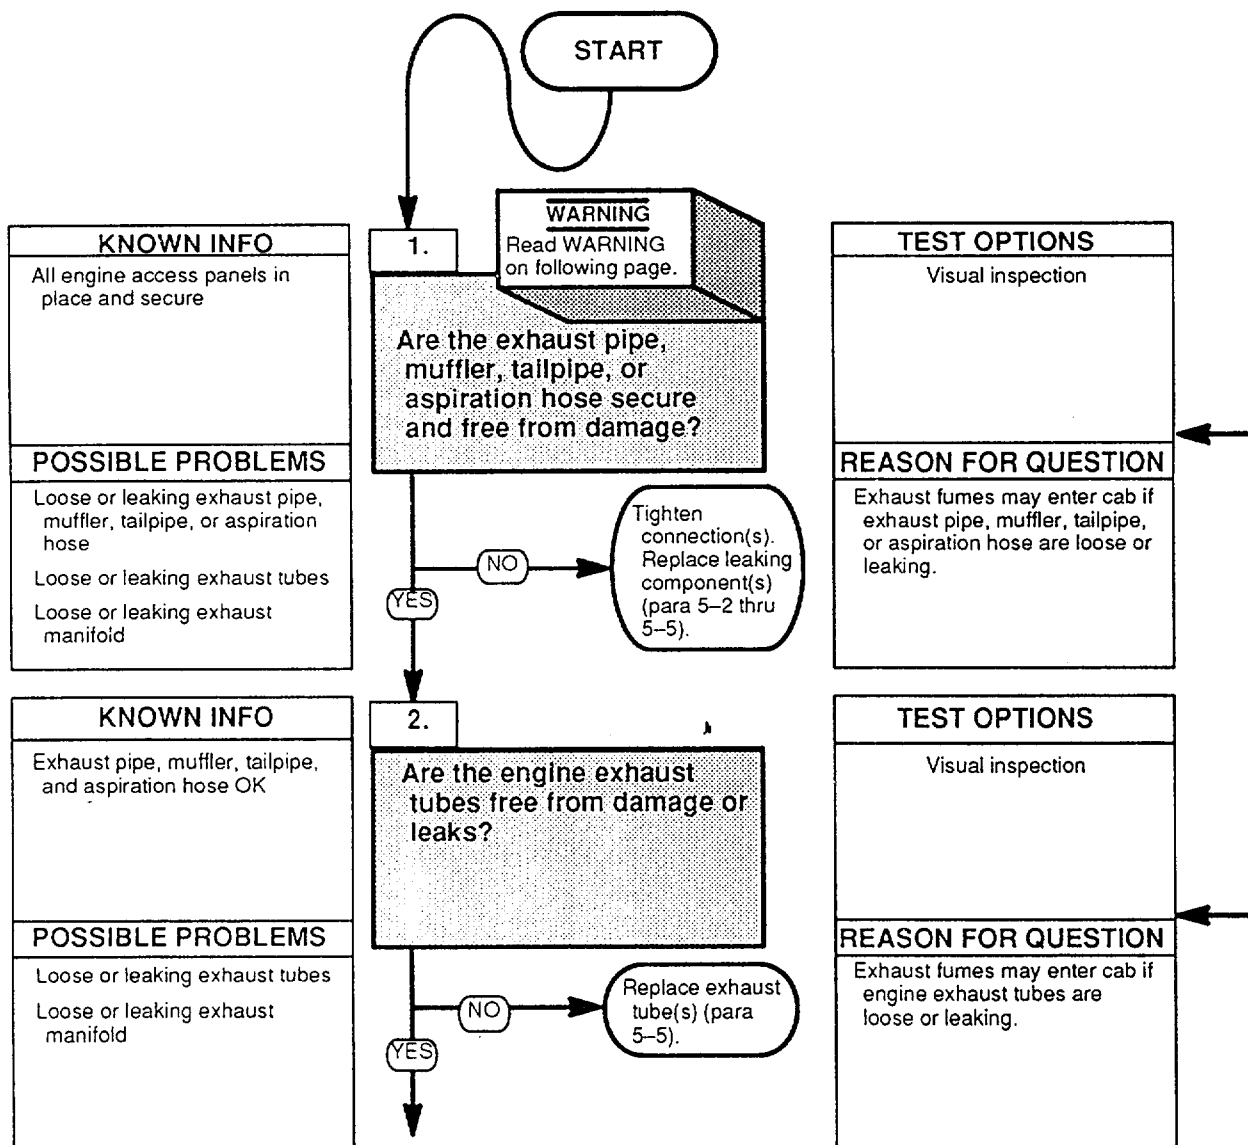 START
KNOWN INFO
All engine access panels in
place and secure
POSSIBLE PROBLEMS
Loose or leaking exhaust pipe,
muffler, tailpipe, or aspiration
hose
Loose or leaking exhaust tubes
Loose or leaking exhaust
manifold
1.
WARNING
Read WARNING
on following page.
Are the exhaust pipe,
muffler, tailpipe, or
aspiration hose secure
and free from damage?
NO
YES
Tighten
connection(s).
Replace leaking
component(s)
(para 5–2 thru
5–5).
TEST OPTIONS
Visual inspection
REASON FOR QUESTION
Exhaust fumes may enter cab if
exhaust pipe, muffler, tailpipe,
or aspiration hose are loose or
leaking.
KNOWN INFO
Exhaust pipe, muffler, tailpipe,
and aspiration hose OK
POSSIBLE PROBLEMS
Loose or leaking exhaust tubes
Loose or leaking exhaust
manifold
2.
Are the engine exhaust
tubes free from damage or
leaks?
NO
YES
Replace exhaust
tube(s) (para
5–5).
TEST OPTIONS
Visual inspection
REASON FOR QUESTION
Exhaust fumes may enter cab if
engine exhaust tubes are
loose or leaking.